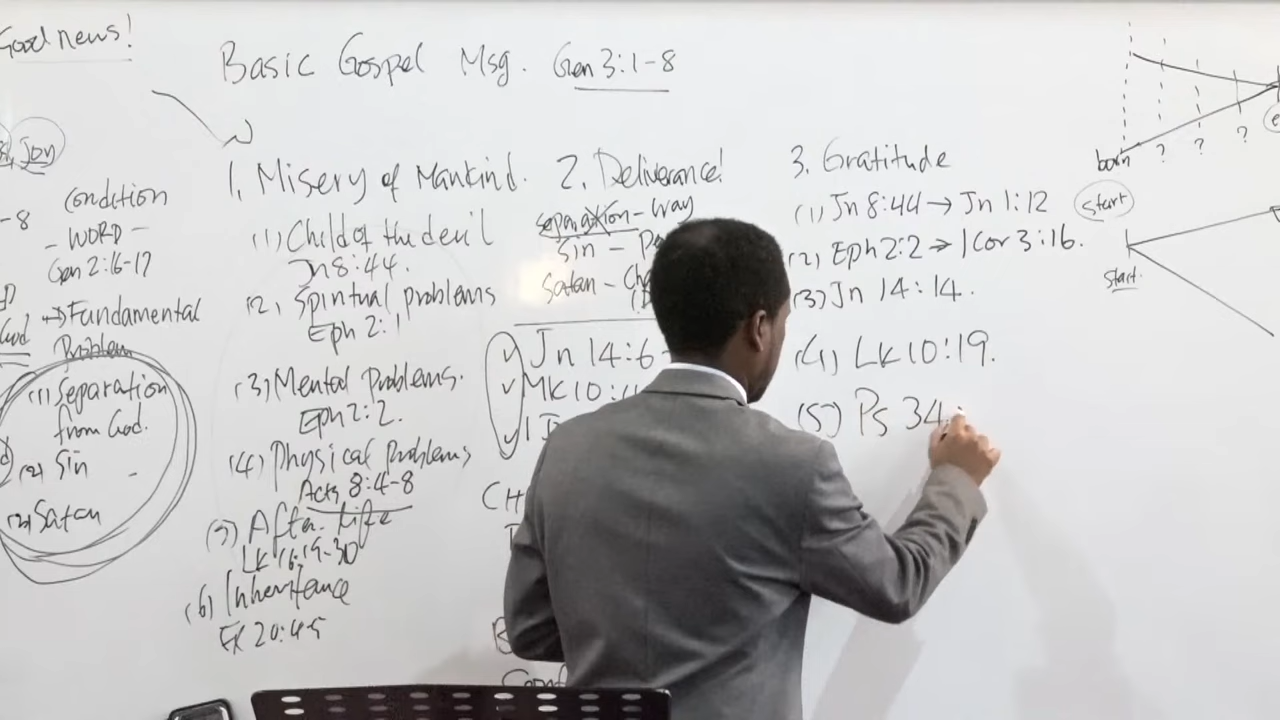 Good news!
Basic Gospel Msg. Gen 3:1-8
Jon
-8
condition
- WORD -
Gen 2:16-17
God → Fundamental
Problem
(1) Separation
from God.
(2) Sin
(3) Satan
1. Misery of Mankind.
(1) Child of the devil
Jn 8:44.
(2) Spiritual problems
Eph 2:1
(3) Mental Problems.
Eph 2:2.
(4) Physical Problems
Acts 8:4-8
(5) After life
Lk 16:19-30
(6) Inheritance
EX 20:4-5
2. Deliverance!
separation - Way
Sin -
Satan -
Jn 14:6
Mk 10:
1
CH
3. Gratitude
(1) Jn 8:44 → Jn 1:12
(2) Eph 2:2 → 1 Cor 3:16.
(3) Jn 14:14.
(4) Lk 10:19.
(5) Ps 34:
born ? ? ?
start
start